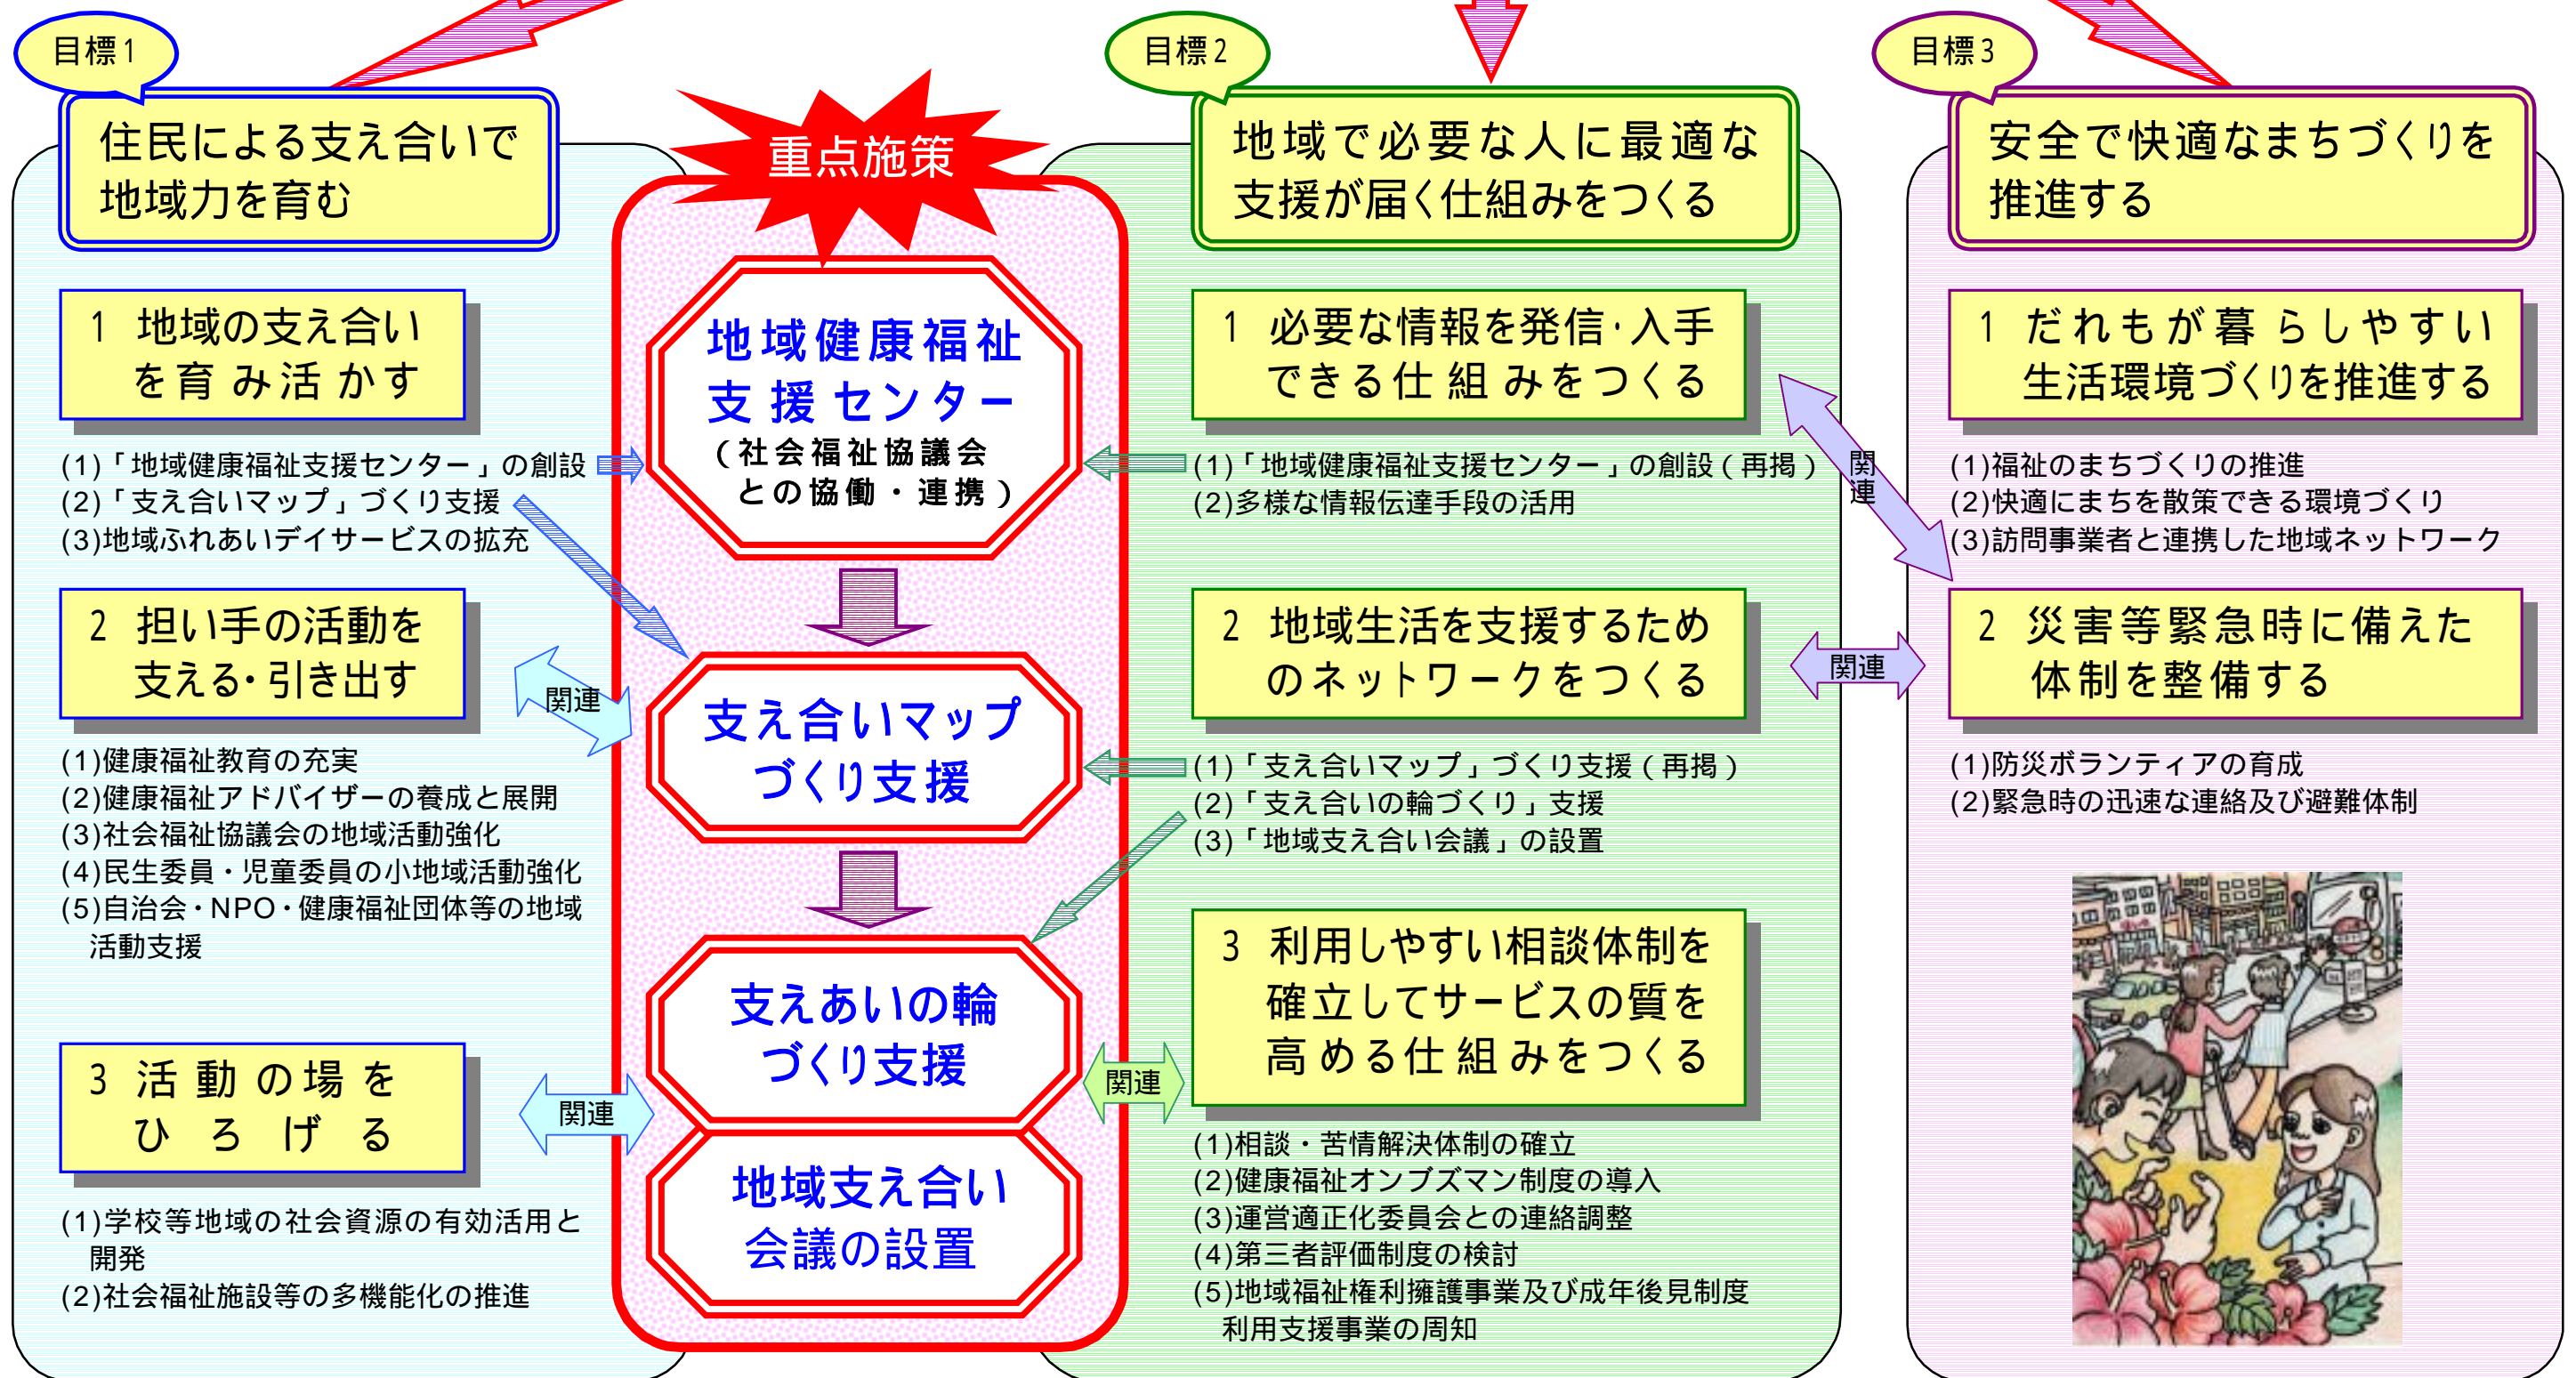 目標1
住民による支え合いで
地域力を育む
1 地域の支え合い
を育み活かす
(1)「地域健康福祉支援センター」の創設
(2)「支え合いマップ」づくり支援
(3)地域ふれあいデイサービスの拡充
2 担い手の活動を
支える・引き出す
関連
(1)健康福祉教育の充実
(2)健康福祉アドバイザーの養成と展開
(3)社会福祉協議会の地域活動強化
(4)民生委員・児童委員の小地域活動強化
(5)自治会・NPO・健康福祉団体等の地域
活動支援
3 活動の場を
ひろげる
関連
(1)学校等地域の社会資源の有効活用と
開発
(2)社会福祉施設等の多機能化の推進
重点施策
地域健康福祉
支援センター
(社会福祉協議会
との協働・連携)
支え合いマップ
づくり支援
支えあいの輪
づくり支援
地域支え合い
会議の設置
目標2
地域で必要な人に最適な
支援が届く仕組みをつくる
1 必要な情報を発信・入手
できる仕組みをつくる
(1)「地域健康福祉支援センター」の創設(再掲)
(2)多様な情報伝達手段の活用
関
連
2 地域生活を支援するため
のネットワークをつくる
関連
(1)「支え合いマップ」づくり支援(再掲)
(2)「支え合いの輪づくり」支援
(3)「地域支え合い会議」の設置
3 利用しやすい相談体制を
確立してサービスの質を
高める仕組みをつくる
関連
(1)相談・苦情解決体制の確立
(2)健康福祉オンブズマン制度の導入
(3)運営適正化委員会との連絡調整
(4)第三者評価制度の検討
(5)地域福祉権利擁護事業及び成年後見制度
利用支援事業の周知
目標3
安全で快適なまちづくりを
推進する
1 だれもが暮らしやすい
生活環境づくりを推進する
(1)福祉のまちづくりの推進
(2)快適にまちを散策できる環境づくり
(3)訪問事業者と連携した地域ネットワーク
2 災害等緊急時に備えた
体制を整備する
(1)防災ボランティアの育成
(2)緊急時の迅速な連絡及び避難体制